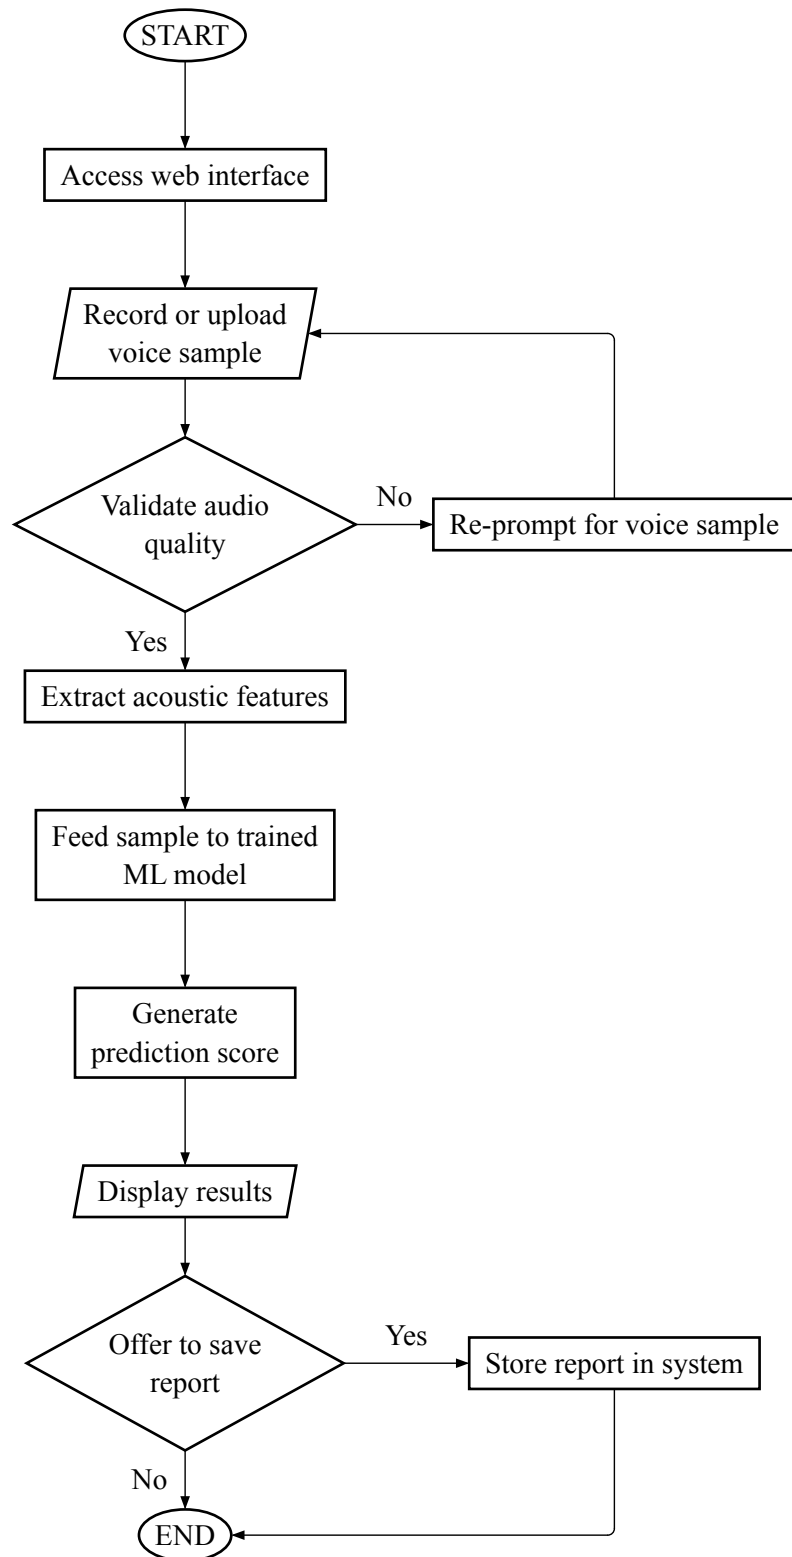 START
Access web interface
Record or upload
voice sample
Validate audio
quality
No
Re-prompt for voice sample
Yes
Extract acoustic features
Feed sample to trained
ML model
Generate
prediction score
Display results
Offer to save
report
Yes
Store report in system
No
END